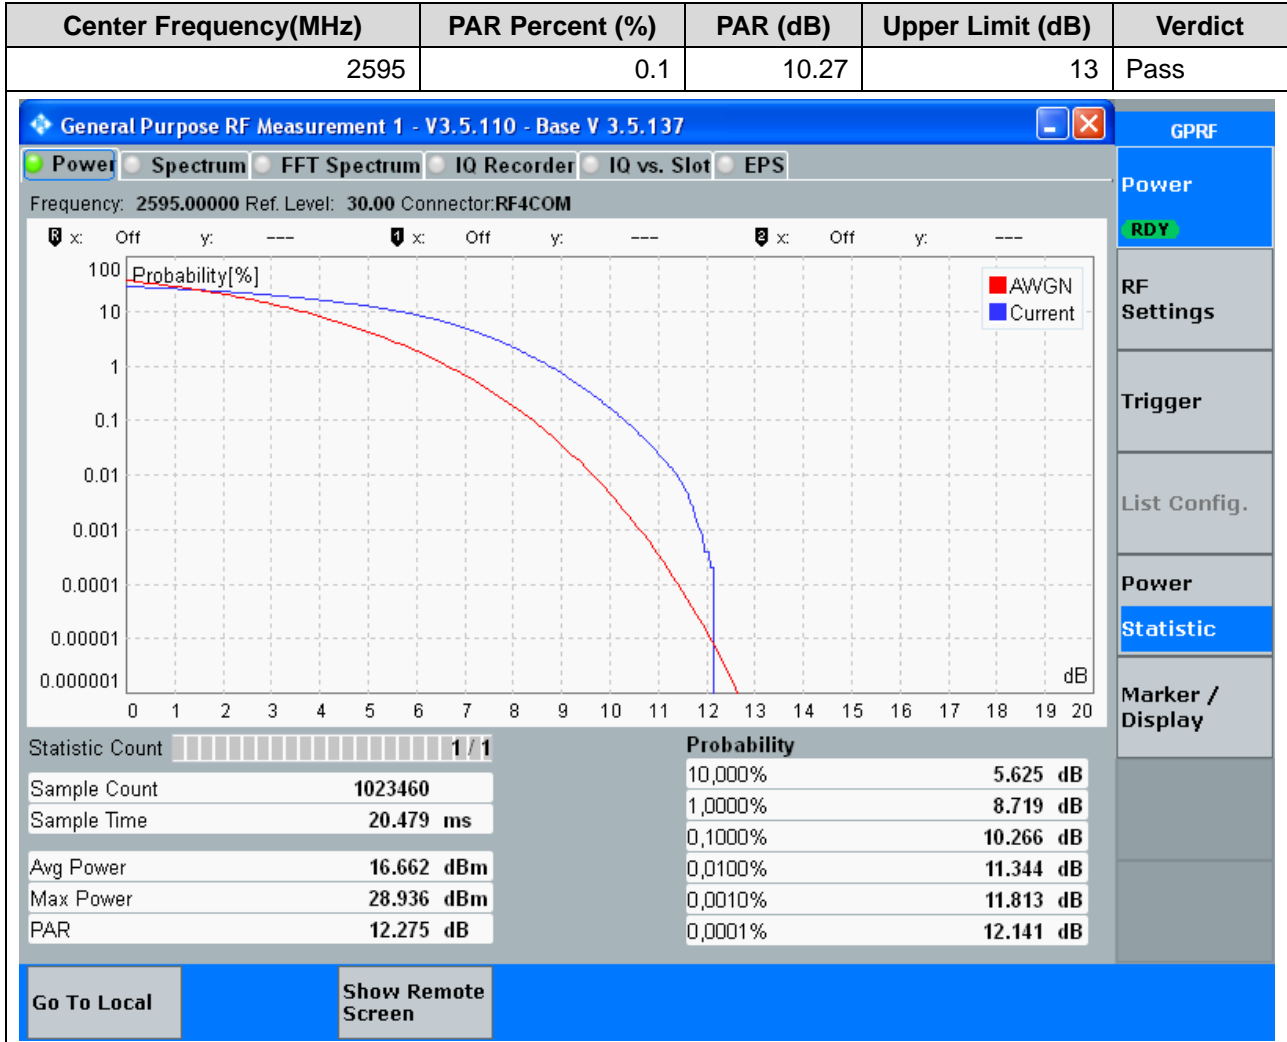 Center Frequency(MHz) PAR Percent (%) PAR (dB) Upper Limit (dB) Verdict
2595 0.1 10.27 13 Pass
General Purpose RF Measurement 1 - V3.5.110 - Base V 3.5.137
GPRF
Power Spectrum FFT Spectrum IQ Recorder IQ vs. Slot EPS
Frequency: 2595.00000 Ref. Level: 30.00 Connector:RF4COM
R x: Off y: --- 1 x: Off y: --- 2 x: Off y: ---
Probability[%]
AWGN
Current
100
10
1
0.1
0.01
0.001
0.0001
0.00001
0.000001
dB
0 1 2 3 4 5 6 7 8 9 10 11 12 13 14 15 16 17 18 19 20
Statistic Count 1 / 1
Sample Count 1023460
Sample Time 20.479 ms
Avg Power 16.662 dBm
Max Power 28.936 dBm
PAR 12.275 dB
Probability
10,000% 5.625 dB
1,0000% 8.719 dB
0,1000% 10.266 dB
0,0100% 11.344 dB
0,0010% 11.813 dB
0,0001% 12.141 dB
Power
RDY
RF
Settings
Trigger
List Config.
Power
Statistic
Marker /
Display
Go To Local
Show Remote
Screen